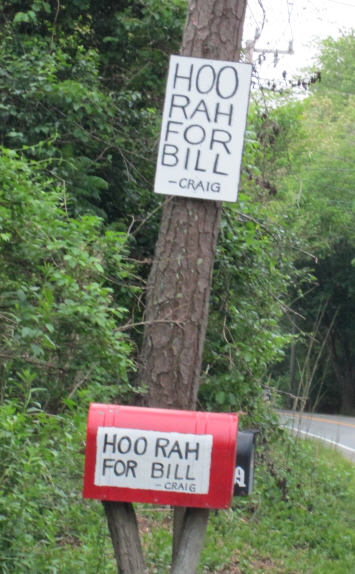 HOO
RAH
FOR
BILL
-CRAIG
HOO RAH
FOR BILL
-CRAIG
A